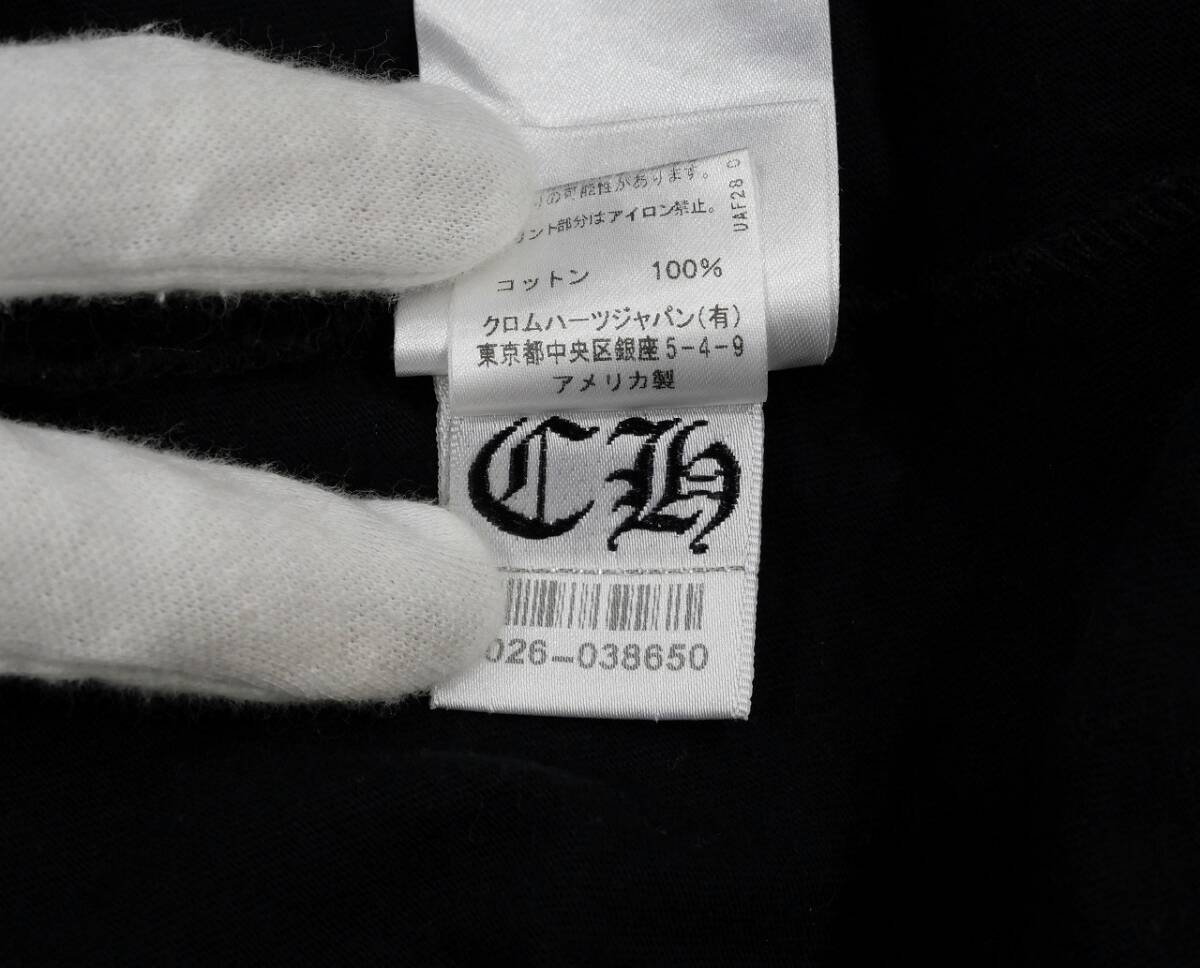 の可能性があります。
ント部分はアイロン禁止。
コットン 100%
クロムハーツジャパン(有)
東京都中央区銀座5-4-9
アメリカ製
UAF28
CH
026-038650